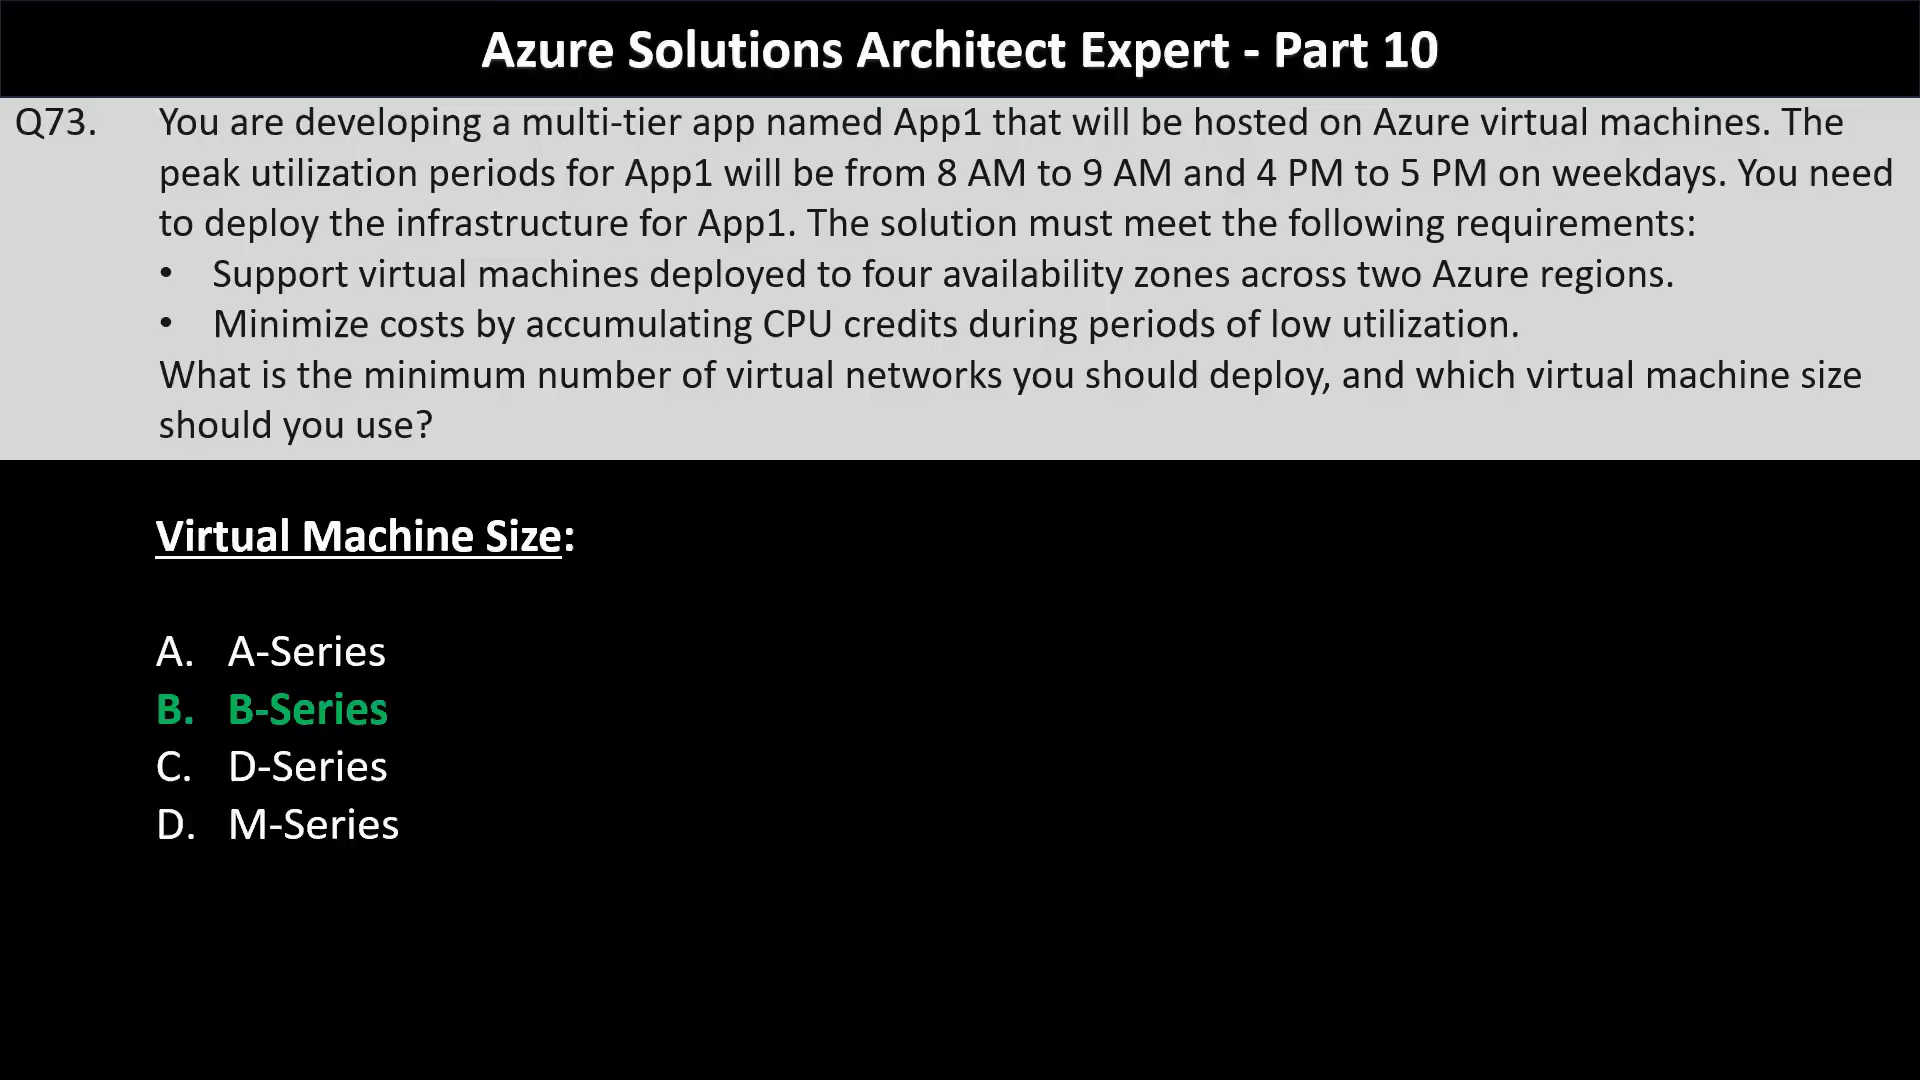 Azure Solutions Architect Expert - Part 10
Q73. You are developing a multi-tier app named App1 that will be hosted on Azure virtual machines. The
peak utilization periods for App1 will be from 8 AM to 9 AM and 4 PM to 5 PM on weekdays. You need
to deploy the infrastructure for App1. The solution must meet the following requirements:
• Support virtual machines deployed to four availability zones across two Azure regions.
• Minimize costs by accumulating CPU credits during periods of low utilization.
What is the minimum number of virtual networks you should deploy, and which virtual machine size
should you use?
Virtual Machine Size:
A. A-Series
B. B-Series
C. D-Series
D. M-Series